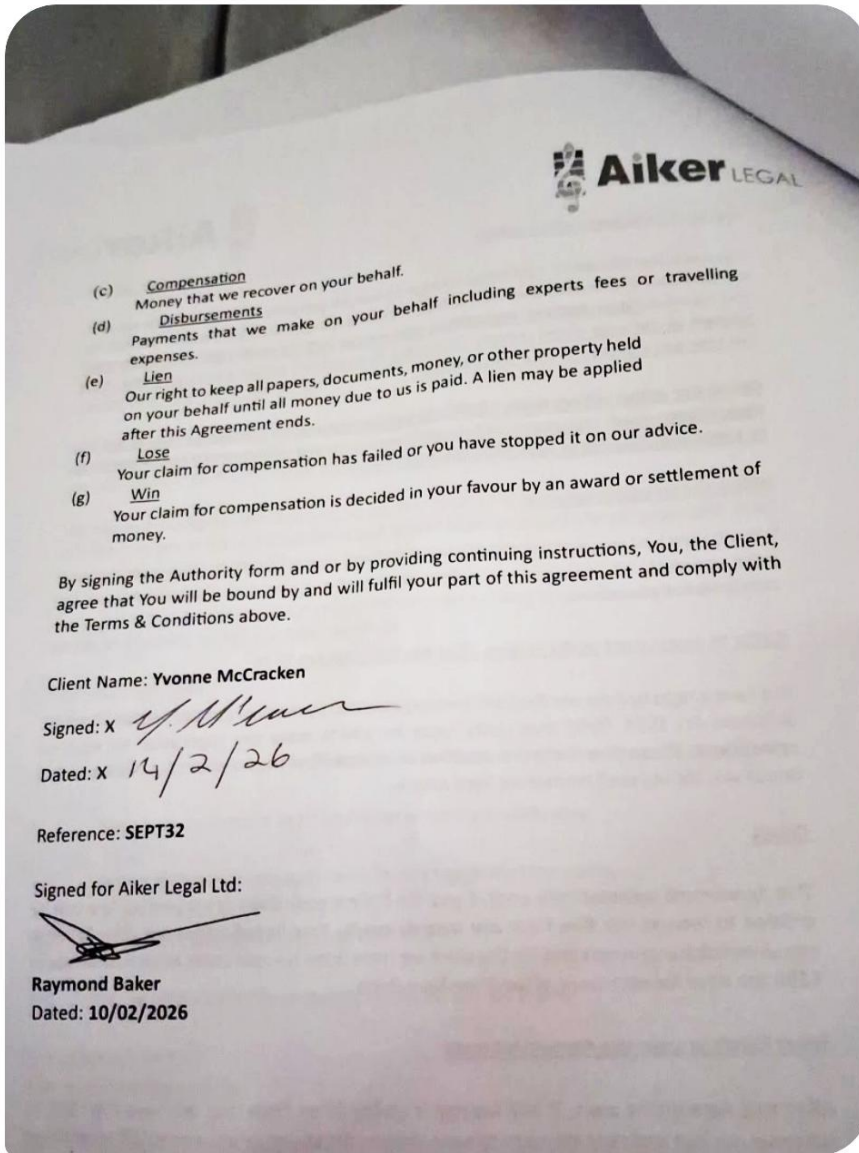 Aiker LEGAL
(c) Compensation
Money that we recover on your behalf.
(d) Disbursements
Payments that we make on your behalf including experts fees or travelling
expenses.
(e) Lien
Our right to keep all papers, documents, money, or other property held
on your behalf until all money due to us is paid. A lien may be applied
after this Agreement ends.
(f) Lose
Your claim for compensation has failed or you have stopped it on our advice.
(g) Win
Your claim for compensation is decided in your favour by an award or settlement of
money.
By signing the Authority form and or by providing continuing instructions, You, the Client,
agree that You will be bound by and will fulfil your part of this agreement and comply with
the Terms & Conditions above.
Client Name: Yvonne McCracken
Signed: X
Dated: X 14/2/26
Reference: SEPT32
Signed for Aiker Legal Ltd:
Raymond Baker
Dated: 10/02/2026